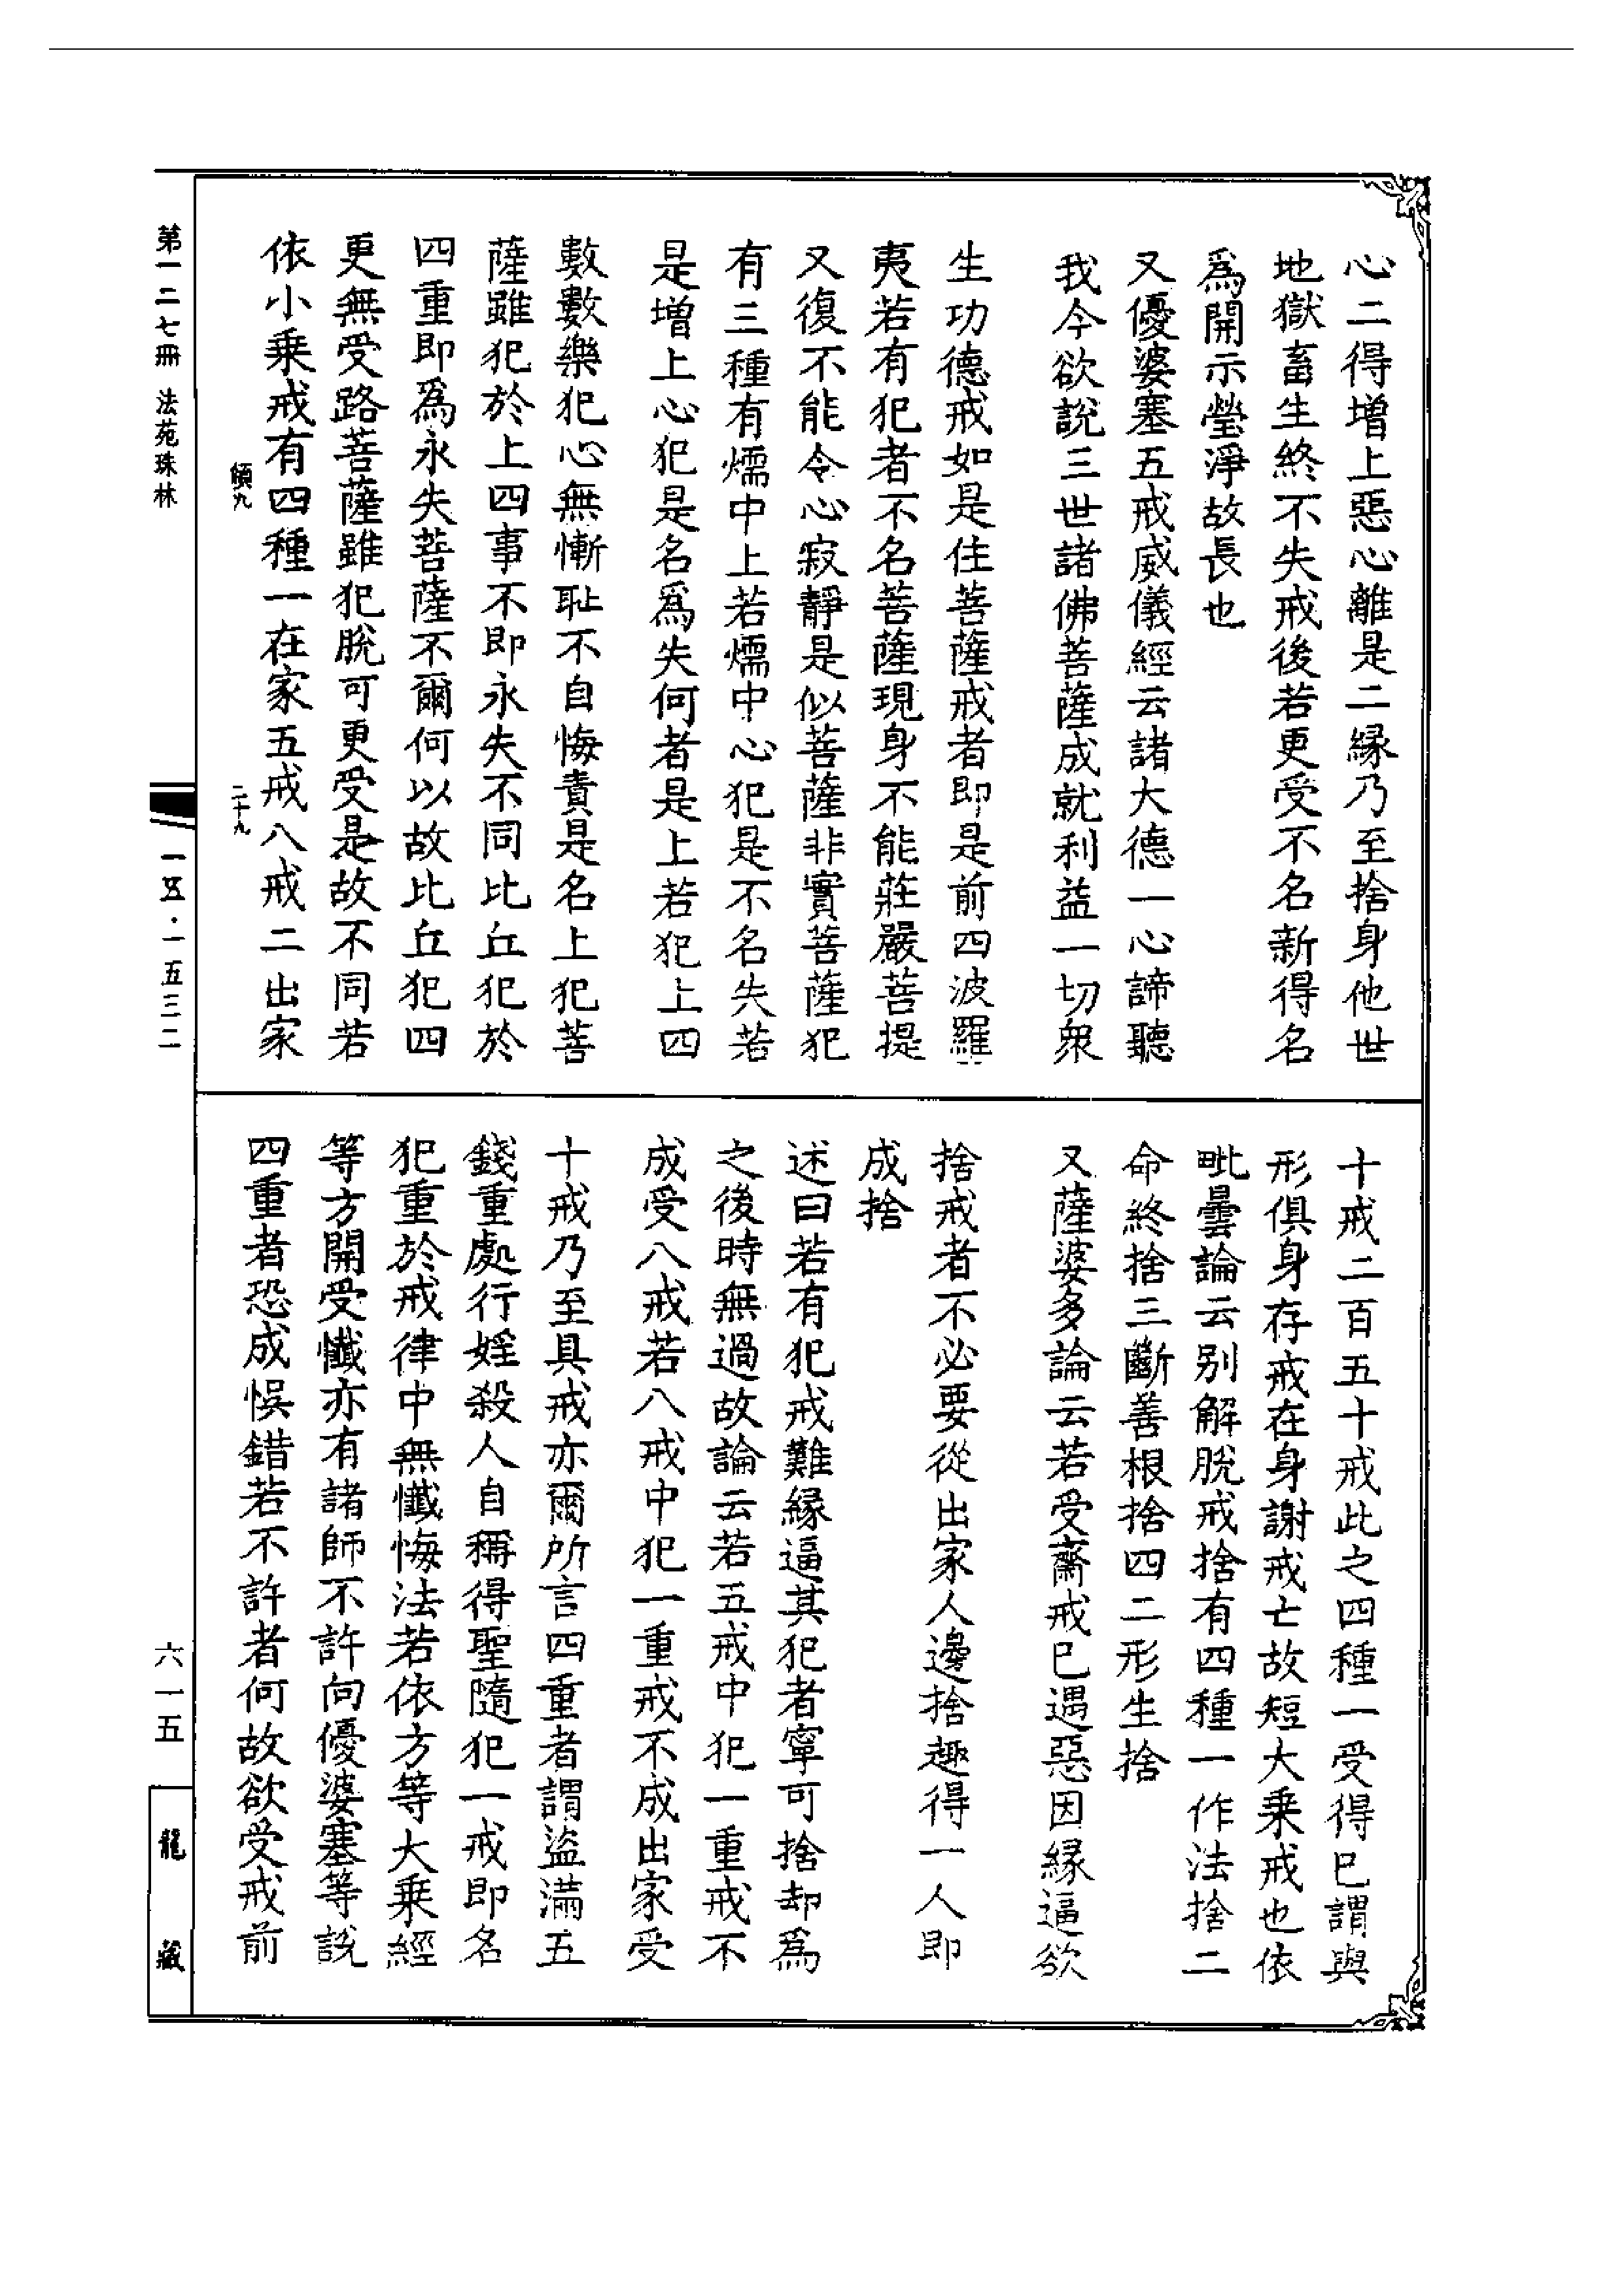 心二得增上惡心離是二縁乃至捨身他世
地獄畜生終不失戒後若更受不名新得名
爲開示瑩淨故長也
又優婆塞五戒威儀經云諸大德一心諦聽
我今欲說三世諸佛菩薩成就利益一切衆
生功德戒如是住菩薩戒者即是前四波羅
夷若有犯者不名菩薩現身不能莊嚴菩提
又復不能令心寂靜是似菩薩非實菩薩犯
有三種有㬉中上若㬉中心犯是不名失若
是增上心犯是名爲失何者是上若犯上四
數數樂犯心無慚耻不自悔責是名上犯菩
薩雖犯於上四事不即永失不同比丘犯於
四重即爲永失菩薩不爾何以故比丘犯四
更無受路菩薩雖犯脫可更受是故不同若
依小乗戒有四種一在家五戒八戒二出家
十戒二百五十戒此之四種一受得已謂與
形俱身存戒在身謝戒亡故短大乗戒也依
毗曇論云別解脫戒捨有四種一作法捨二
命終捨三斷善根捨四二形生捨
又薩婆多論云若受齋戒已遇惡因縁逼欲
捨戒者不必要從出家人邊捨趣得一人即
成捨
述曰若有犯戒難縁逼其犯者寧可捨却爲
之後時無過故論云若五戒中犯一重戒不
成受八戒若八戒中犯一重戒不成出家受
十戒乃至具戒亦爾所言四重者謂盜滿五
錢重處行婬殺人自稱得聖隨犯一戒即名
犯重於戒律中無懺悔法若依方等大乗經
等方開受懺亦有諸師不許向優婆塞等說
四重者恐成悞錯若不許者何故欲受戒前
第一二七冊 法苑珠林
二十九
一五·一五三二
六一五
龍藏